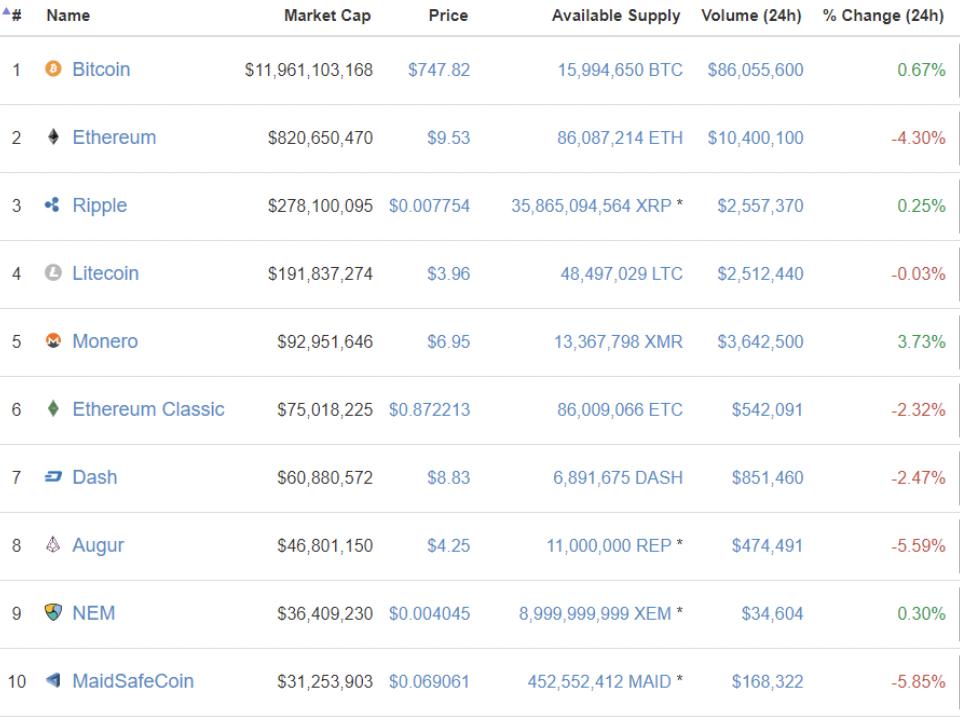 # Name Market Cap Price Available Supply Volume (24h) % Change (24h)
1 Bitcoin $11,961,103,168 $747.82 15,994,650 BTC $86,055,600 0.67%
2 Ethereum $820,650,470 $9.53 86,087,214 ETH $10,400,100 -4.30%
3 Ripple $278,100,095 $0.007754 35,865,094,564 XRP * $2,557,370 0.25%
4 Litecoin $191,837,274 $3.96 48,497,029 LTC $2,512,440 -0.03%
5 Monero $92,951,646 $6.95 13,367,798 XMR $3,642,500 3.73%
6 Ethereum Classic $75,018,225 $0.872213 86,009,066 ETC $542,091 -2.32%
7 Dash $60,880,572 $8.83 6,891,675 DASH $851,460 -2.47%
8 Augur $46,801,150 $4.25 11,000,000 REP * $474,491 -5.59%
9 NEM $36,409,230 $0.004045 8,999,999,999 XEM * $34,604 0.30%
10 MaidSafeCoin $31,253,903 $0.069061 452,552,412 MAID * $168,322 -5.85%